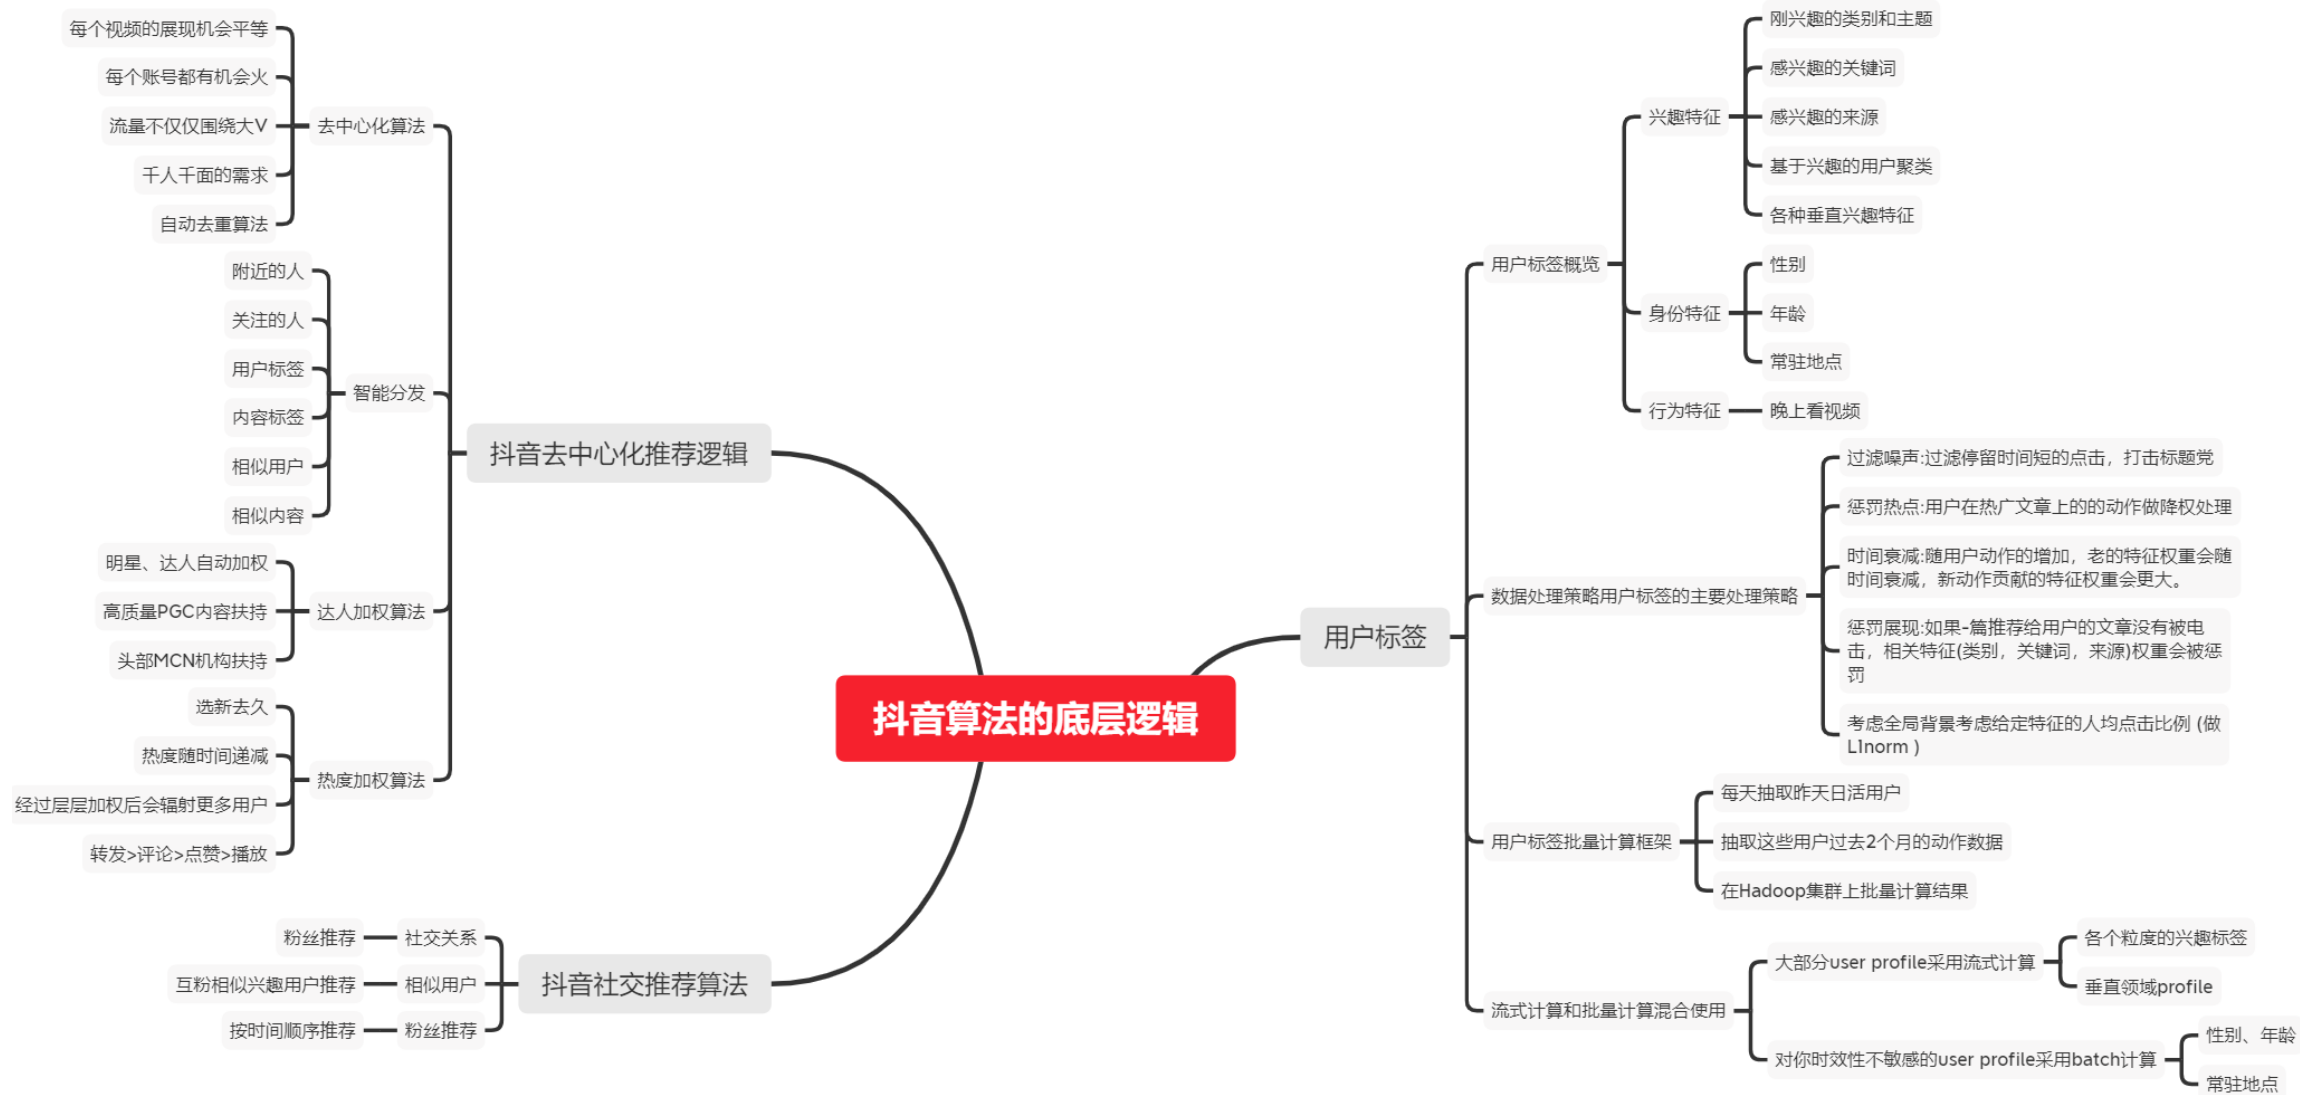 抖音算法的底层逻辑
抖音去中心化推荐逻辑
去中心化算法
每个视频的展现机会平等
每个账号都有机会火
流量不仅仅围绕大V
千人千面的需求
自动去重算法
智能分发
附近的人
关注的人
用户标签
内容标签
相似用户
相似内容
达人加权算法
明星、达人自动加权
高质量PGC内容扶持
头部MCN机构扶持
热度加权算法
选新去久
热度随时间递减
经过层层加权后会辐射更多用户
转发>评论>点赞>播放
抖音社交推荐算法
社交关系
粉丝推荐
相似用户
互粉相似兴趣用户推荐
粉丝推荐
按时间顺序推荐
用户标签
用户标签概览
兴趣特征
刚兴趣的类别和主题
感兴趣的关键词
感兴趣的来源
基于兴趣的用户聚类
各种垂直兴趣特征
身份特征
性别
年龄
常驻地点
行为特征
晚上看视频
数据处理策略用户标签的主要处理策略
过滤噪声:过滤停留时间短的点击，打击标题党
惩罚热点:用户在热广文章上的的动作做降权处理
时间衰减:随用户动作的增加，老的特征权重会随
时间衰减，新动作贡献的特征权重会更大。
惩罚展现:如果-篇推荐给用户的文章没有被电
击，相关特征(类别，关键词，来源)权重会被惩
罚
考虑全局背景考虑给定特征的人均点击比例 (做
L1norm )
用户标签批量计算框架
每天抽取昨天日活用户
抽取这些用户过去2个月的动作数据
在Hadoop集群上批量计算结果
流式计算和批量计算混合使用
大部分user profile采用流式计算
各个粒度的兴趣标签
垂直领域profile
对你时效性不敏感的user profile采用batch计算
性别、年龄
常驻地点